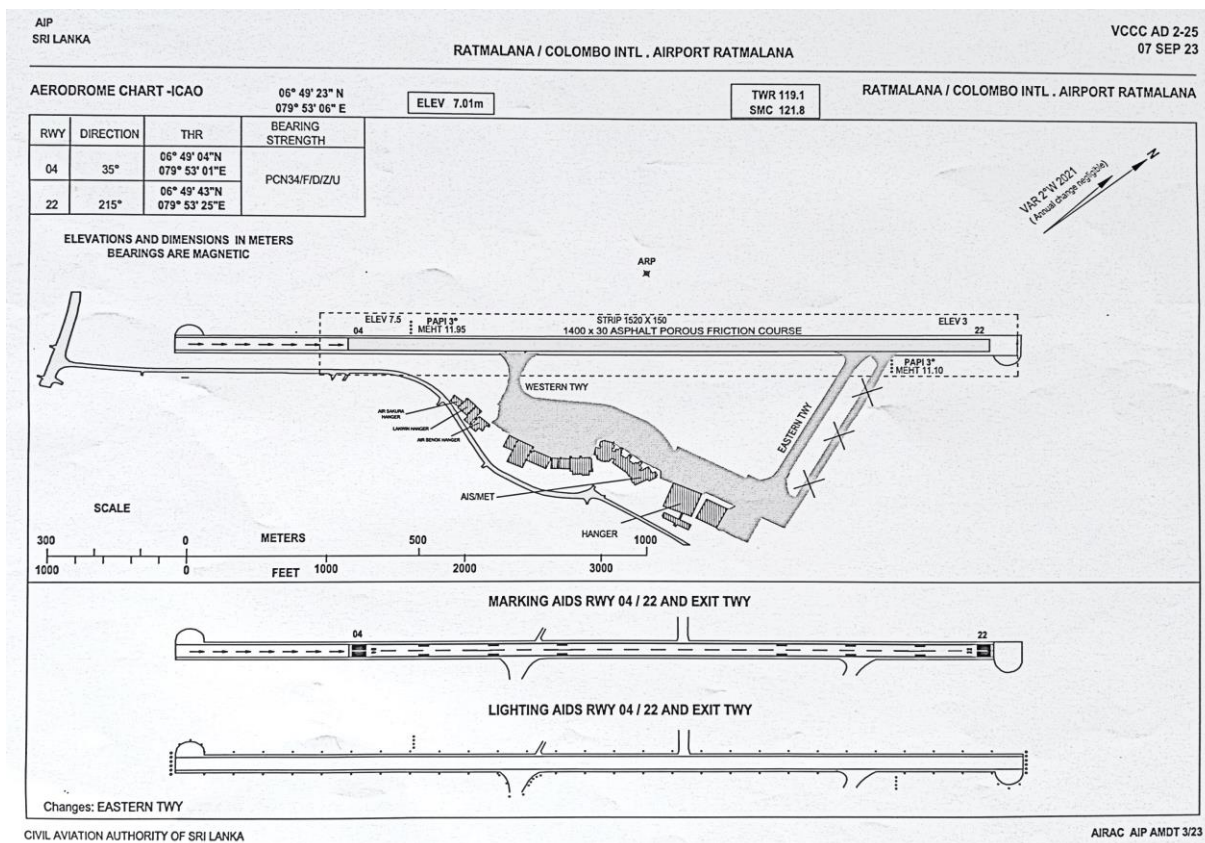 AIP
SRI LANKA
RATMALANA / COLOMBO INTL . AIRPORT RATMALANA
VCCC AD 2-25
07 SEP 23
AERODROME CHART -ICAO
06° 49' 23" N
079° 53' 06" E
ELEV 7.01m
TWR 119.1
SMC 121.8
RATMALANA / COLOMBO INTL . AIRPORT RATMALANA
RWY DIRECTION THR BEARING STRENGTH
04 35° 06° 49' 04"N 079° 53' 01"E PCN34/F/D/Z/U
22 215° 06° 49' 43"N 079° 53' 25"E
VAR 2°W 2021
( Annual change negligible)
N
ELEVATIONS AND DIMENSIONS IN METERS
BEARINGS ARE MAGNETIC
ARP
ELEV 7.5
PAPI 3°
MEHT 11.95
STRIP 1520 X 150
ELEV 3
04
1400 x 30 ASPHALT POROUS FRICTION COURSE
22
PAPI 3°
MEHT 11.10
WESTERN TWY
EASTERN TWY
AIR SAKURA
HANGER
HANGER
AIR SENOK HANGER
AIS/MET
HANGER
SCALE
300 0 METERS 500 1000
1000 0 FEET 1000 2000 3000
MARKING AIDS RWY 04 / 22 AND EXIT TWY
04
22
LIGHTING AIDS RWY 04 / 22 AND EXIT TWY
Changes: EASTERN TWY
CIVIL AVIATION AUTHORITY OF SRI LANKA
AIRAC AIP AMDT 3/23